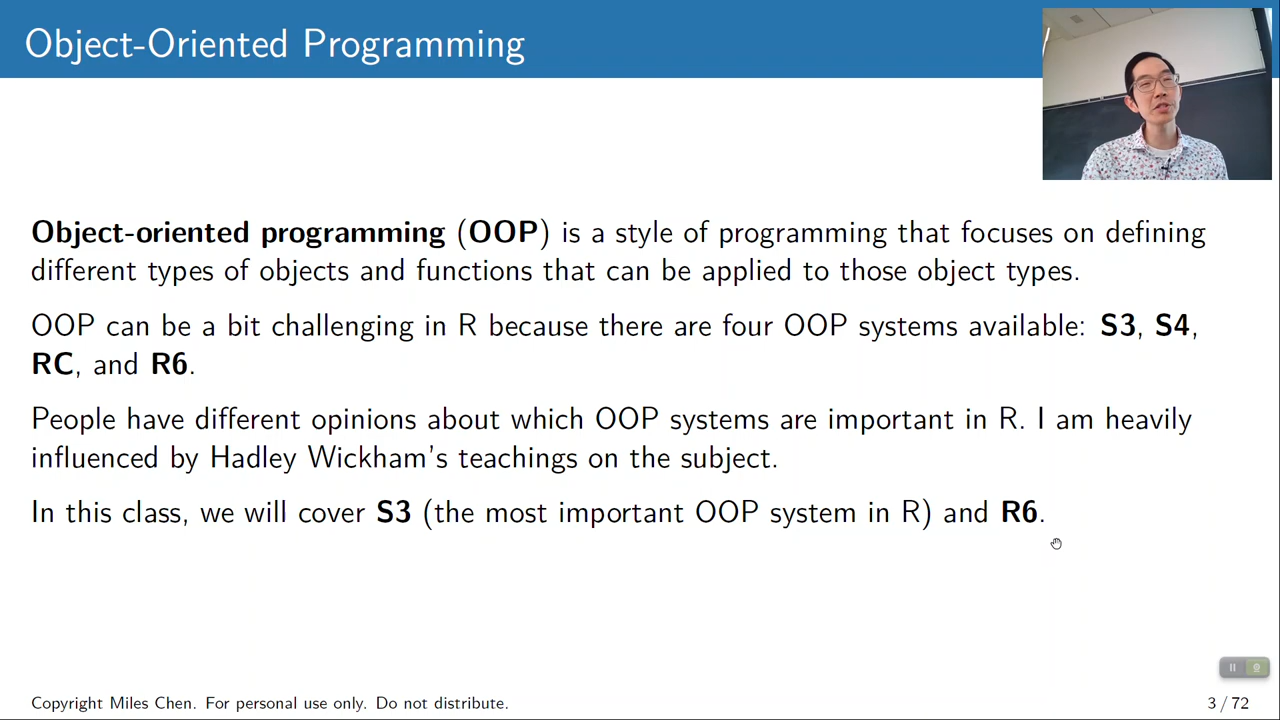 Object-Oriented Programming
Object-oriented programming (OOP) is a style of programming that focuses on defining
different types of objects and functions that can be applied to those object types.
OOP can be a bit challenging in R because there are four OOP systems available: S3, S4,
RC, and R6.
People have different opinions about which OOP systems are important in R. I am heavily
influenced by Hadley Wickham's teachings on the subject.
In this class, we will cover S3 (the most important OOP system in R) and R6.
Copyright Miles Chen. For personal use only. Do not distribute.
3 / 72